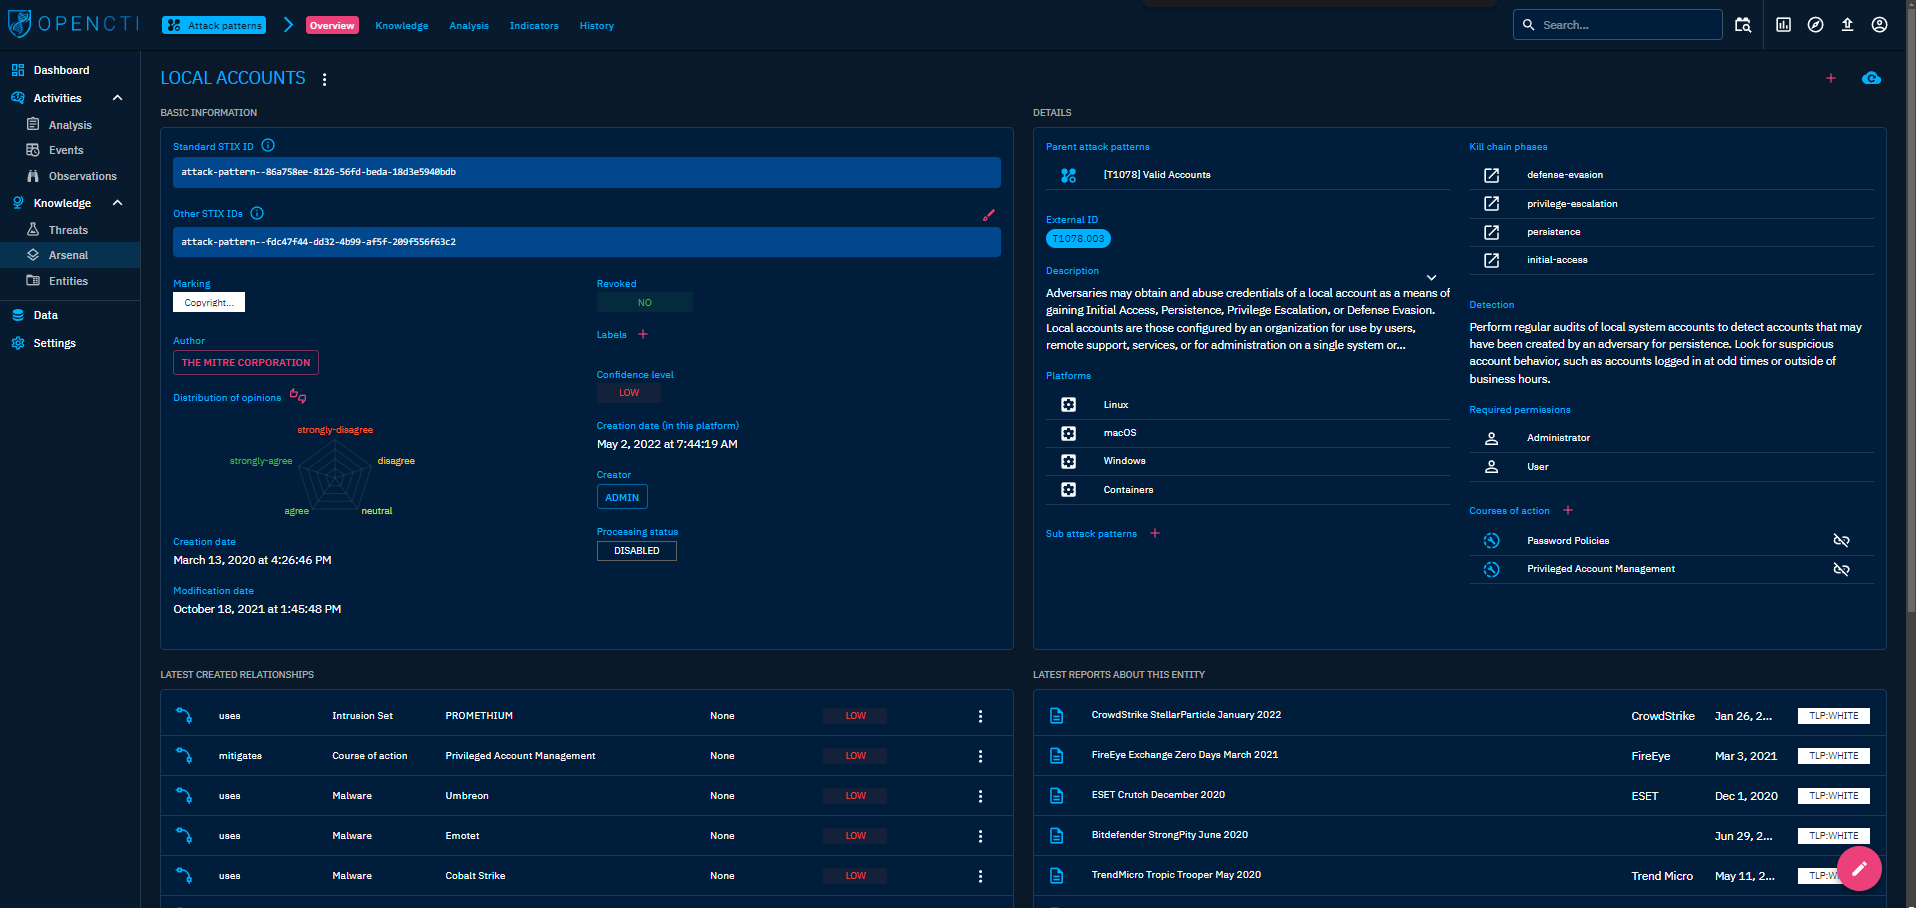 OPENCTI
Attack patterns
Overview
Knowledge
Analysis
Indicators
History
Search...
Dashboard
Activities
Analysis
Events
Observations
Knowledge
Threats
Arsenal
Entities
Data
Settings
LOCAL ACCOUNTS
BASIC INFORMATION
Standard STIX ID
attack-pattern--86a758ee-8126-56fd-beda-18d3e5940bdb
Other STIX IDs
attack-pattern--fdc47f44-dd32-4b99-af5f-209f556f63c2
Marking
Copyright...
Author
THE MITRE CORPORATION
Distribution of opinions
strongly-disagree
strongly-agree
disagree
agree
neutral
Creation date
March 13, 2020 at 4:26:46 PM
Modification date
October 18, 2021 at 1:45:48 PM
Revoked
NO
Labels
Confidence level
LOW
Creation date (in this platform)
May 2, 2022 at 7:44:19 AM
Creator
ADMIN
Processing status
DISABLED
DETAILS
Parent attack patterns
[T1078] Valid Accounts
External ID
T1078.003
Description
Adversaries may obtain and abuse credentials of a local account as a means of
gaining Initial Access, Persistence, Privilege Escalation, or Defense Evasion.
Local accounts are those configured by an organization for use by users,
remote support, services, or for administration on a single system or...
Platforms
Linux
macOS
Windows
Containers
Sub attack patterns
Kill chain phases
defense-evasion
privilege-escalation
persistence
initial-access
Detection
Perform regular audits of local system accounts to detect accounts that may
have been created by an adversary for persistence. Look for suspicious
account behavior, such as accounts logged in at odd times or outside of
business hours.
Required permissions
Administrator
User
Courses of action
Password Policies
Privileged Account Management
LATEST CREATED RELATIONSHIPS
uses Intrusion Set PROMETHIUM None LOW
mitigates Course of action Privileged Account Management None LOW
uses Malware Umbreon None LOW
uses Malware Emotet None LOW
uses Malware Cobalt Strike None LOW
LATEST REPORTS ABOUT THIS ENTITY
CrowdStrike StellarParticle January 2022 CrowdStrike Jan 26, 2... TLP:WHITE
FireEye Exchange Zero Days March 2021 FireEye Mar 3, 2021 TLP:WHITE
ESET Crutch December 2020 ESET Dec 1, 2020 TLP:WHITE
Bitdefender StrongPity June 2020 Jun 29, 2... TLP:WHITE
TrendMicro Tropic Trooper May 2020 Trend Micro May 11, 2...